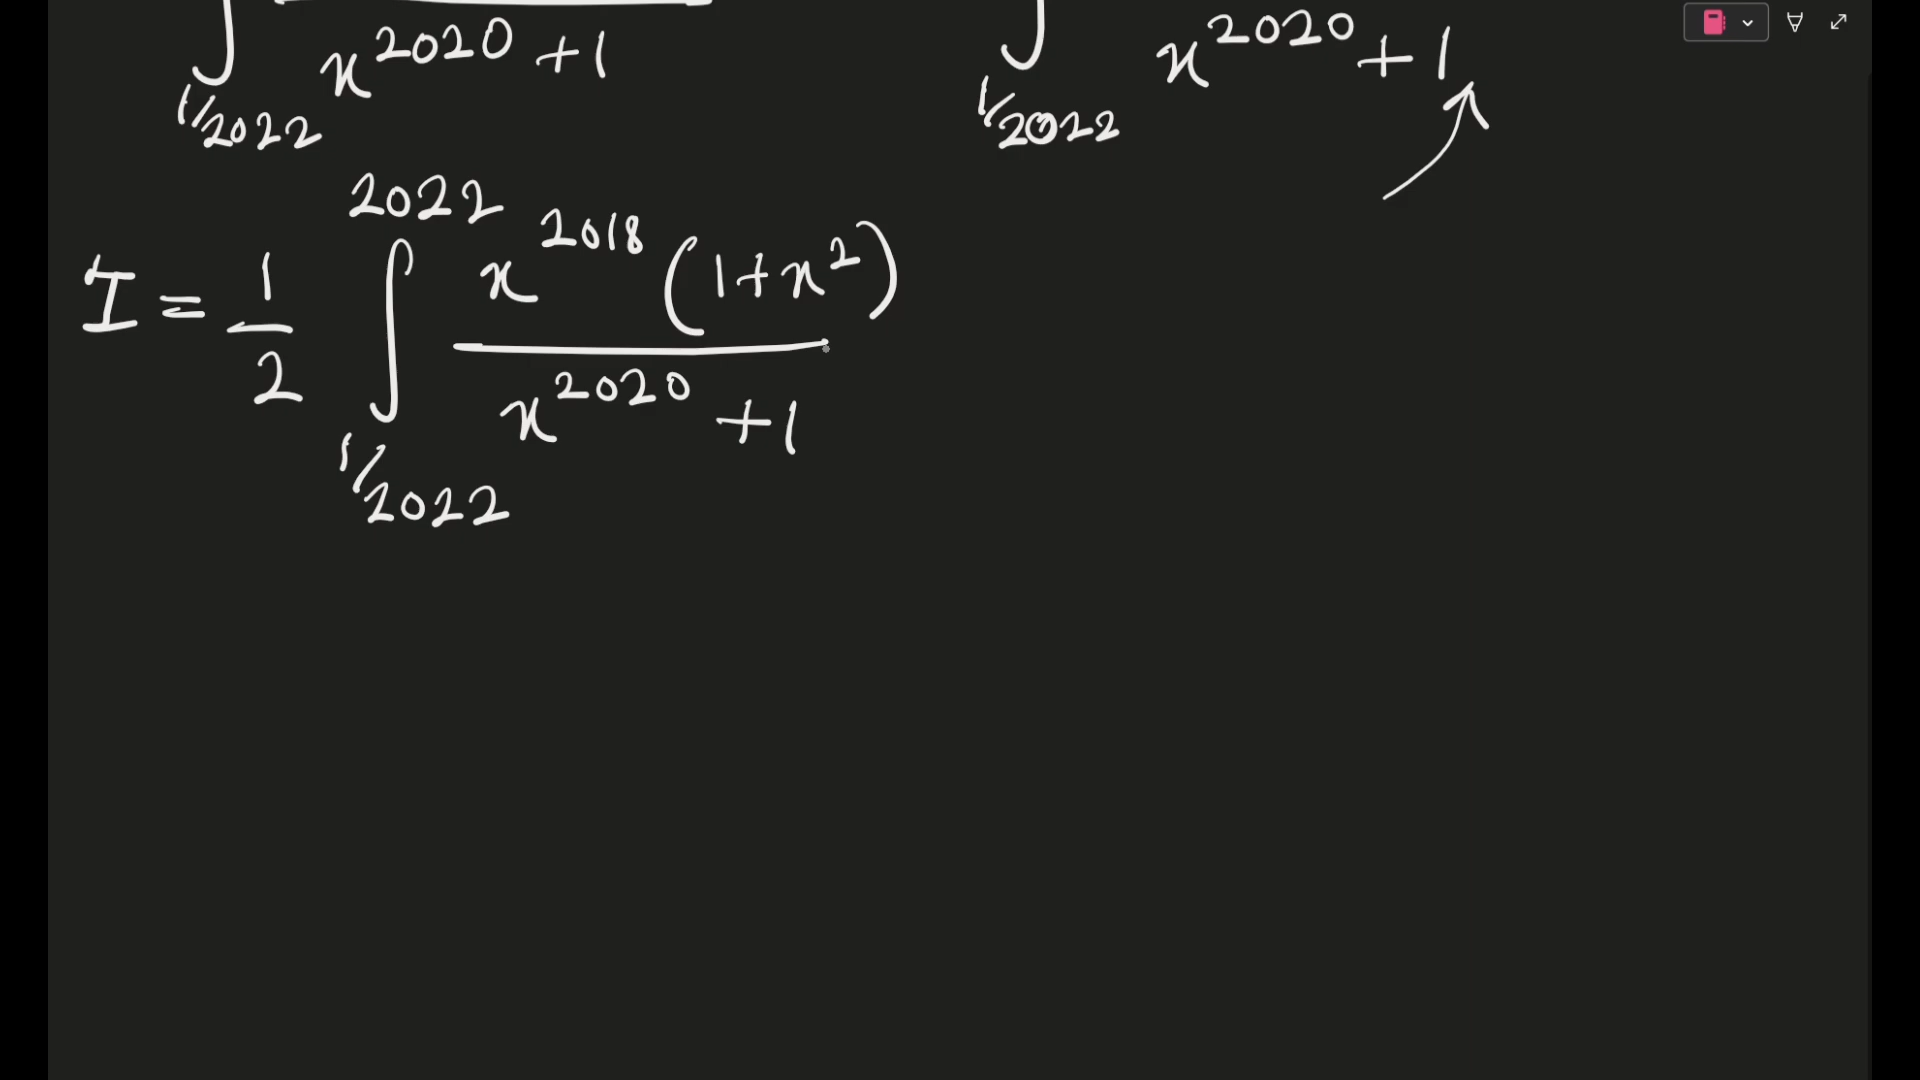 ∫_{1/2022} x^{2020} + 1    ∫_{1/2022} x^{2020} + 1
I = 1/2 ∫_{1/2022}^{2022} x^{2018} (1 + x^2) / x^{2020} + 1